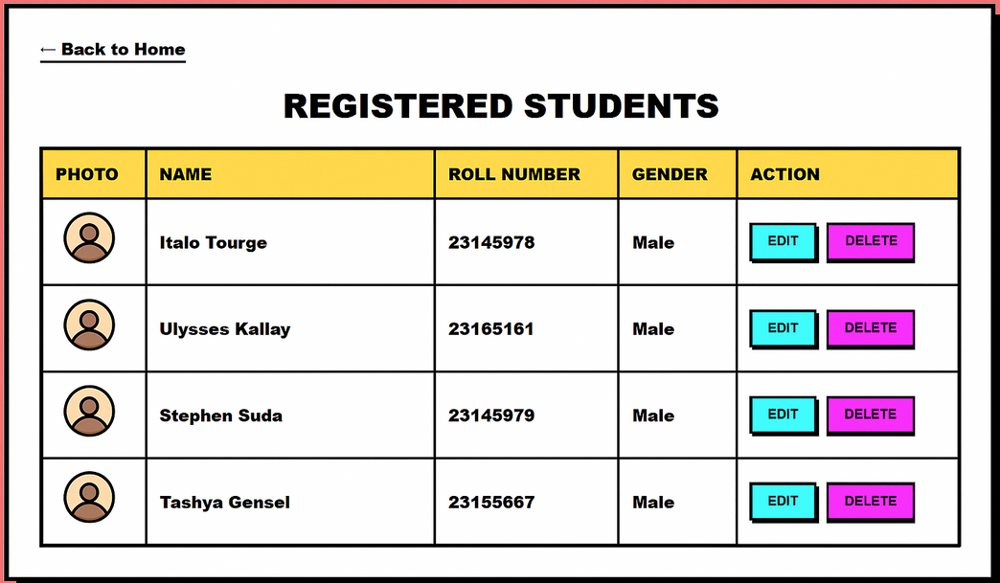 ← Back to Home
REGISTERED STUDENTS
PHOTO NAME ROLL NUMBER GENDER ACTION
Italo Tourge 23145978 Male EDIT DELETE
Ulysses Kallay 23165161 Male EDIT DELETE
Stephen Suda 23145979 Male EDIT DELETE
Tashya Gensel 23155667 Male EDIT DELETE